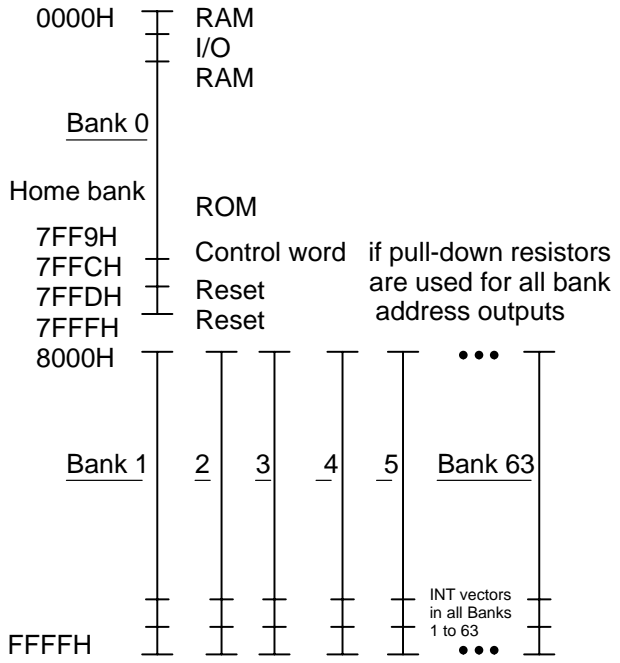 0000H RAM
I/O
RAM
Bank 0
Home bank
ROM
7FF9H
Control word if pull-down resistors
7FFCH
are used for all bank
7FFDH Reset
address outputs
7FFFH Reset
8000H •••
Bank 1 2 3 4 5 Bank 63
INT vectors
in all Banks
1 to 63
FFFFH •••